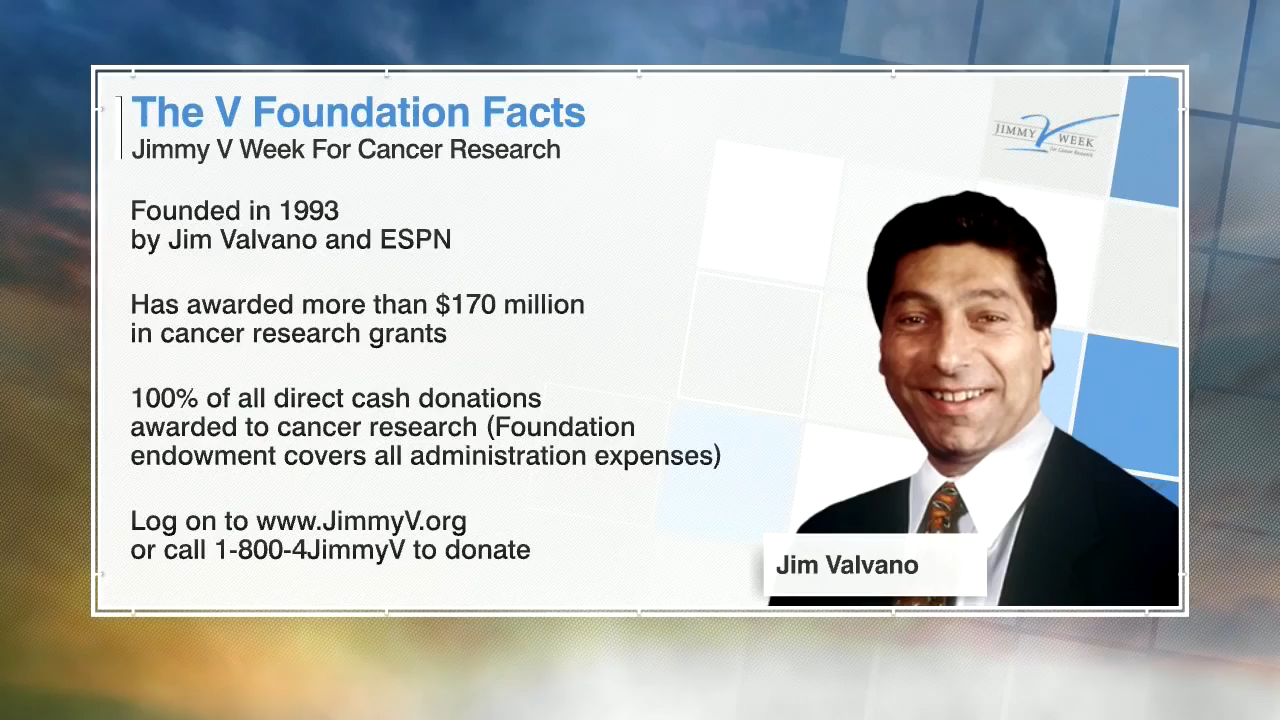 The V Foundation Facts
Jimmy V Week For Cancer Research
JIMMY V WEEK
for Cancer Research
Founded in 1993
by Jim Valvano and ESPN
Has awarded more than $170 million
in cancer research grants
100% of all direct cash donations
awarded to cancer research (Foundation
endowment covers all administration expenses)
Log on to www.JimmyV.org
or call 1-800-4JimmyV to donate
Jim Valvano